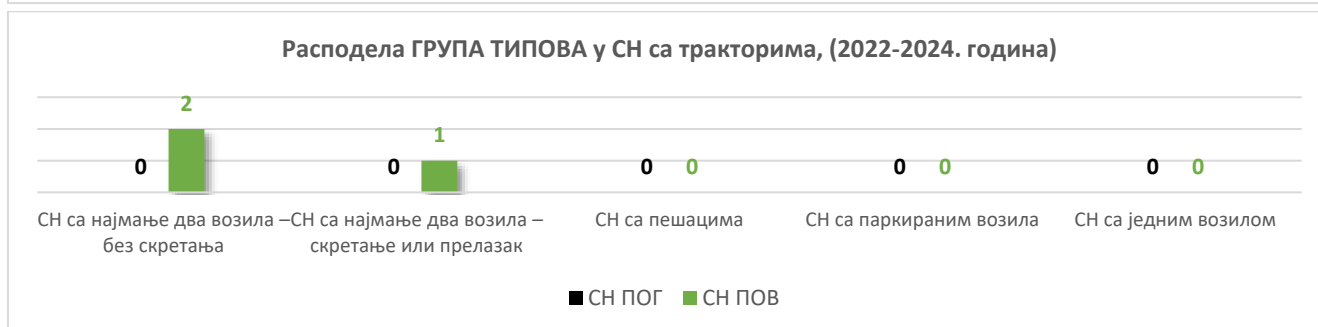 Расподела ГРУПА ТИПОВА у СН са тракторима, (2022-2024. година)
2
1
0 0 0 0 0 0 0 0
СН са најмање два возила – без скретања
СН са најмање два возила – скретање или прелазак
СН са пешацима
СН са паркираним возила
СН са једним возилом
СН ПОГ СН ПОВ